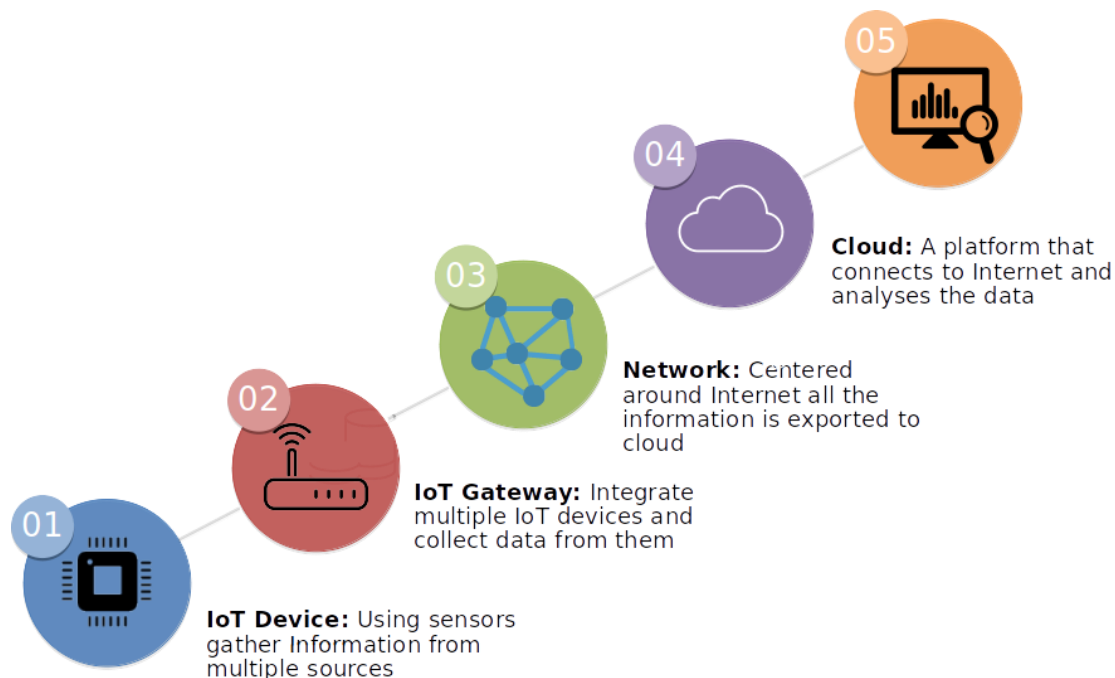 01
IoT Device: Using sensors
gather Information from
multiple sources
02
IoT Gateway: Integrate
multiple IoT devices and
collect data from them
03
Network: Centered
around Internet all the
information is exported to
cloud
04
Cloud: A platform that
connects to Internet and
analyses the data
05